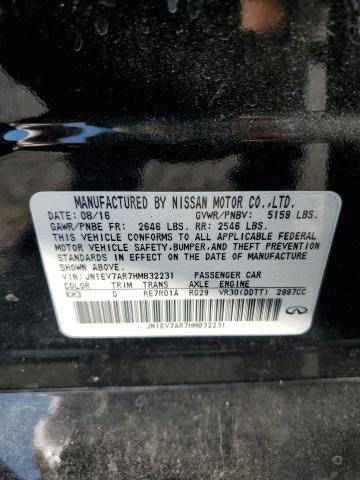 MANUFACTURED BY NISSAN MOTOR CO.,LTD.
DATE: 08/16 GVWR/PNBV: 5159 LBS.
GAWR/PNBE FR: 2646 LBS. RR: 2546 LBS.
THIS VEHICLE CONFORMS TO ALL APPLICABLE FEDERAL
MOTOR VEHICLE SAFETY,BUMPER,AND THEFT PREVENTION
STANDARDS IN EFFECT ON THE DATE OF MANUFACTURE
SHOWN ABOVE.
VIN: JN1EV7AR7HM832231 PASSENGER CAR
COLOR TRIM TRANS AXLE ENGINE
KH3 G RE7R01A RG29 VR30(DDTT) 2997CC
JN1EV7AR7HM832231